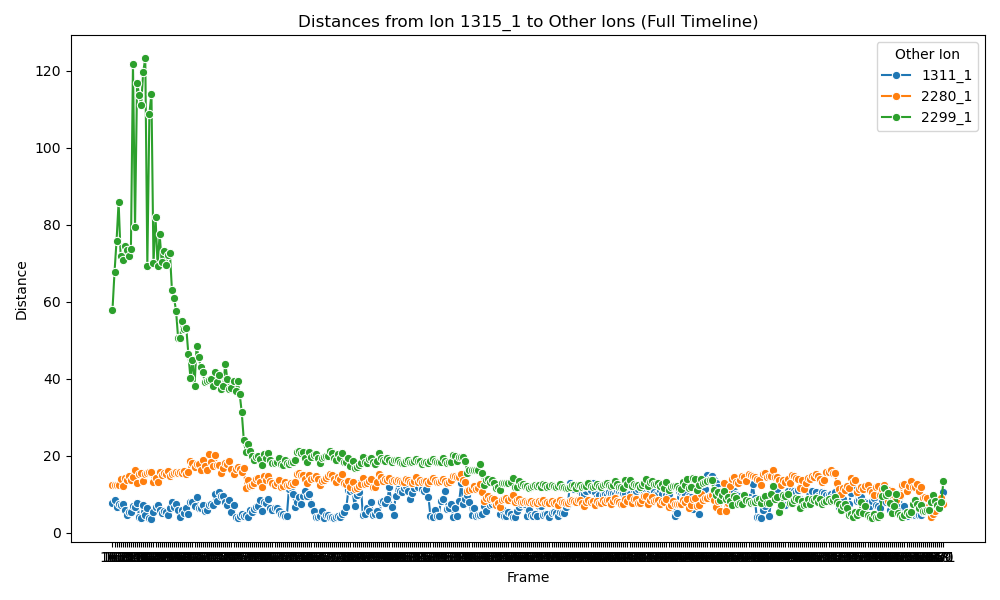 Distances from Ion 1315_1 to Other Ions (Full Timeline)
Other Ion
1311_1
2280_1
2299_1
120
100
80
60
40
20
0
Distance
Frame